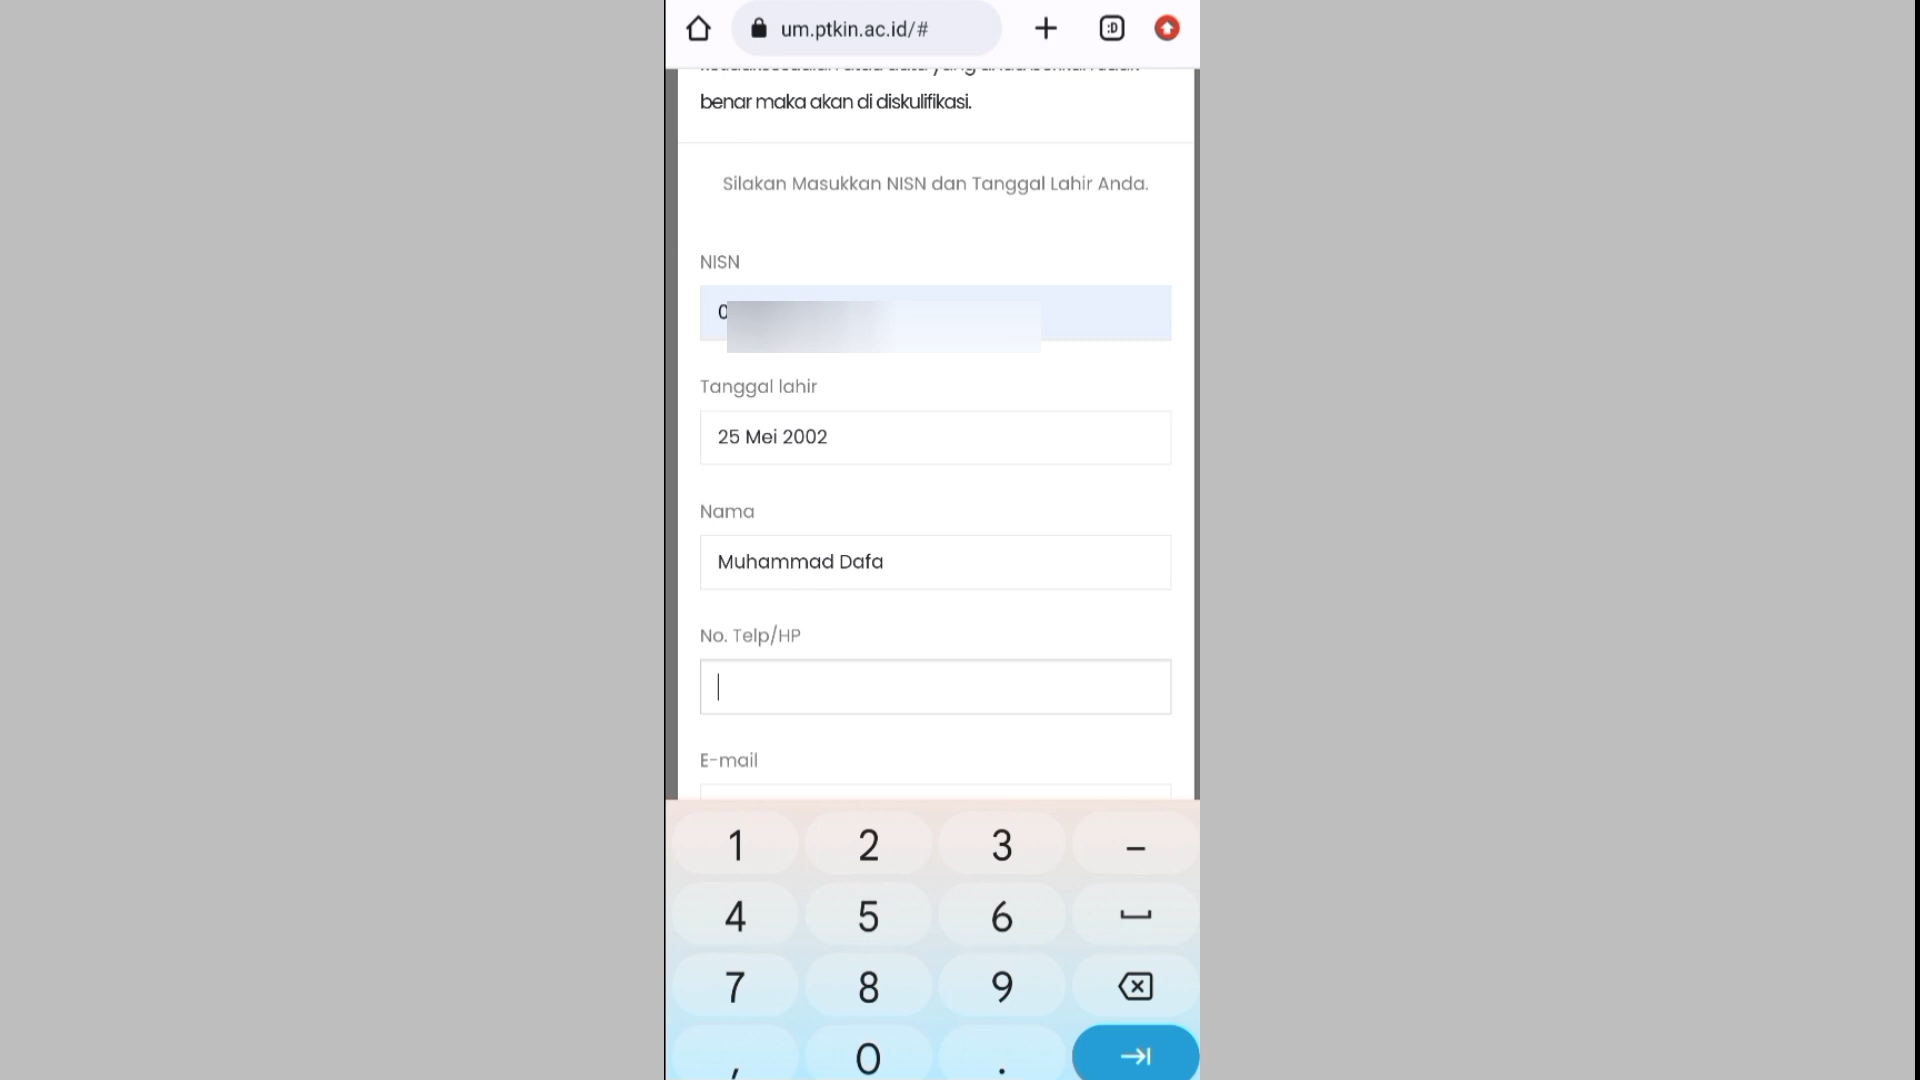 um.ptkin.ac.id/#
:D
benar maka akan di diskulifikasi.
Silakan Masukkan NISN dan Tanggal Lahir Anda.
NISN
0
Tanggal lahir
25 Mei 2002
Nama
Muhammad Dafa
No. Telp/HP
E-mail
1 2 3 –
4 5 6
7 8 9
, 0 .